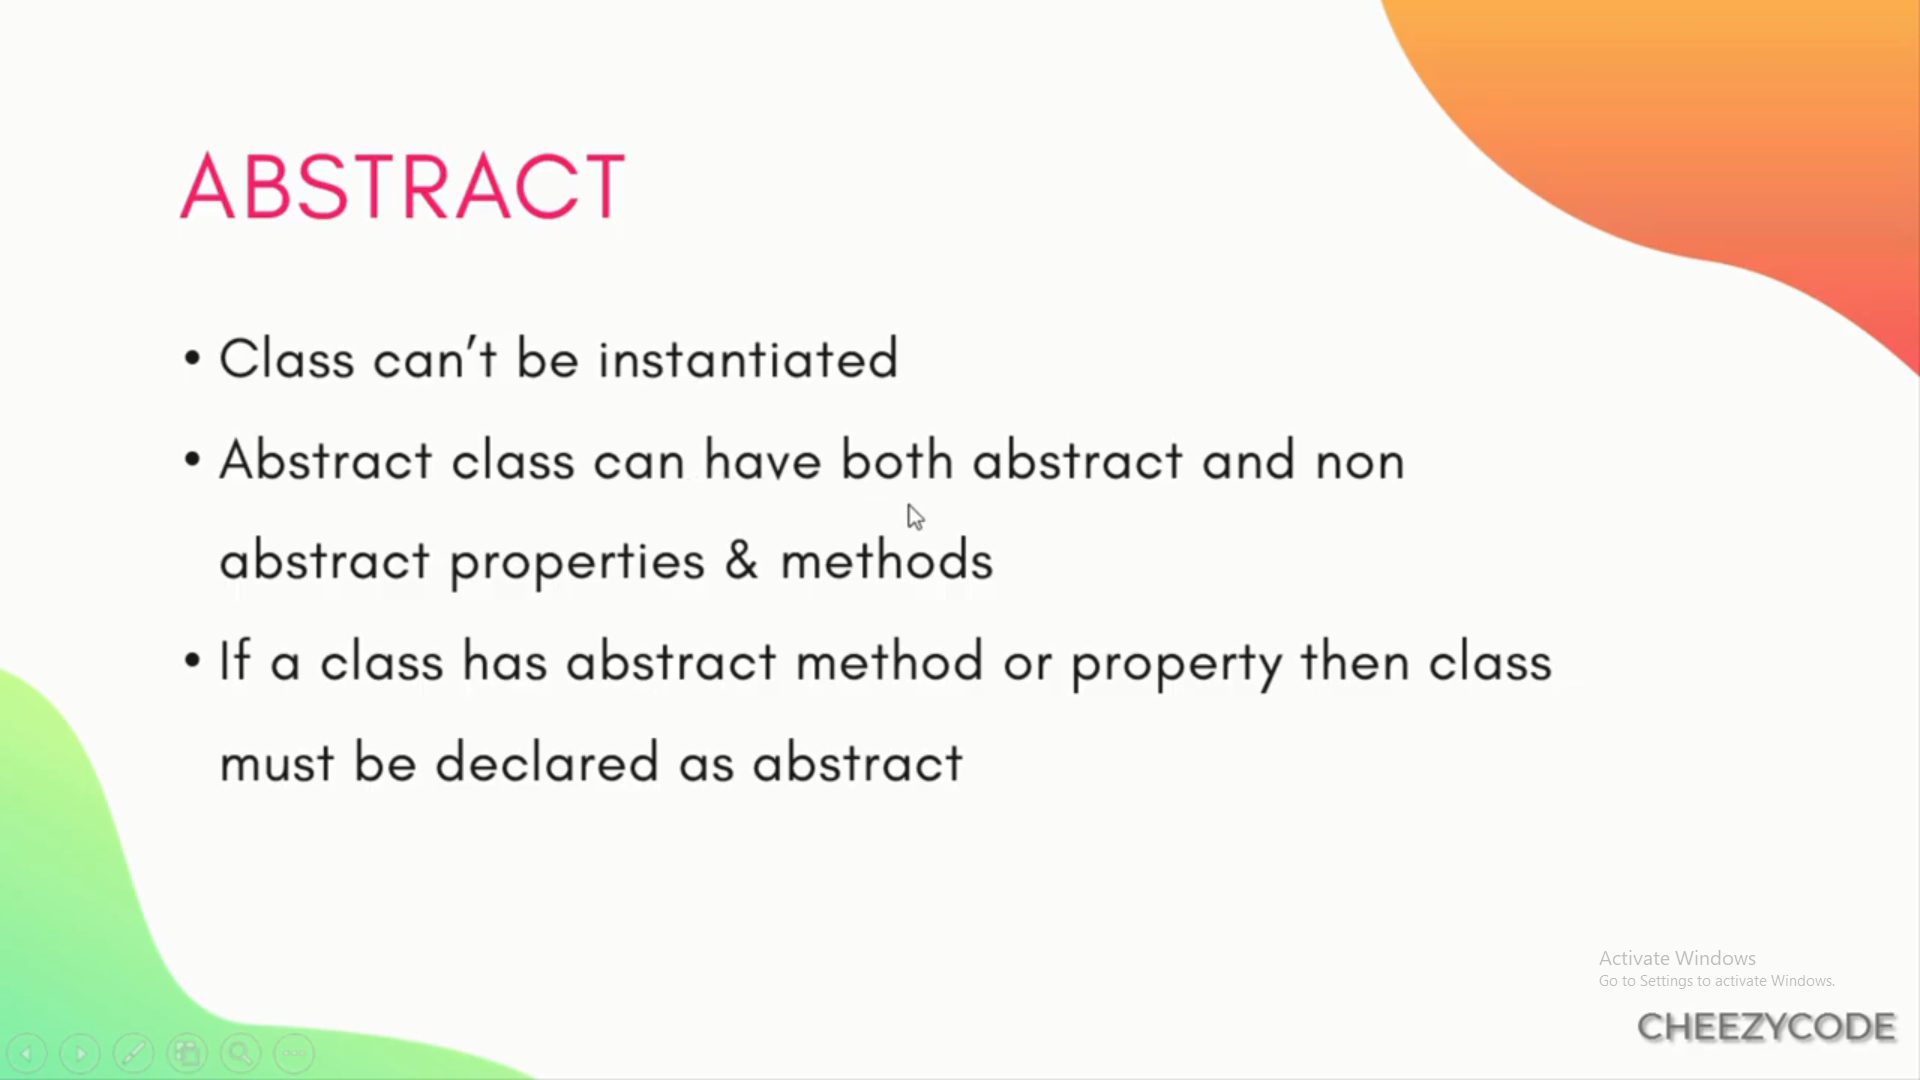 ABSTRACT
• Class can’t be instantiated
• Abstract class can have both abstract and non
abstract properties & methods
• If a class has abstract method or property then class
must be declared as abstract
Activate Windows
Go to Settings to activate Windows.
CHEEZYCODE